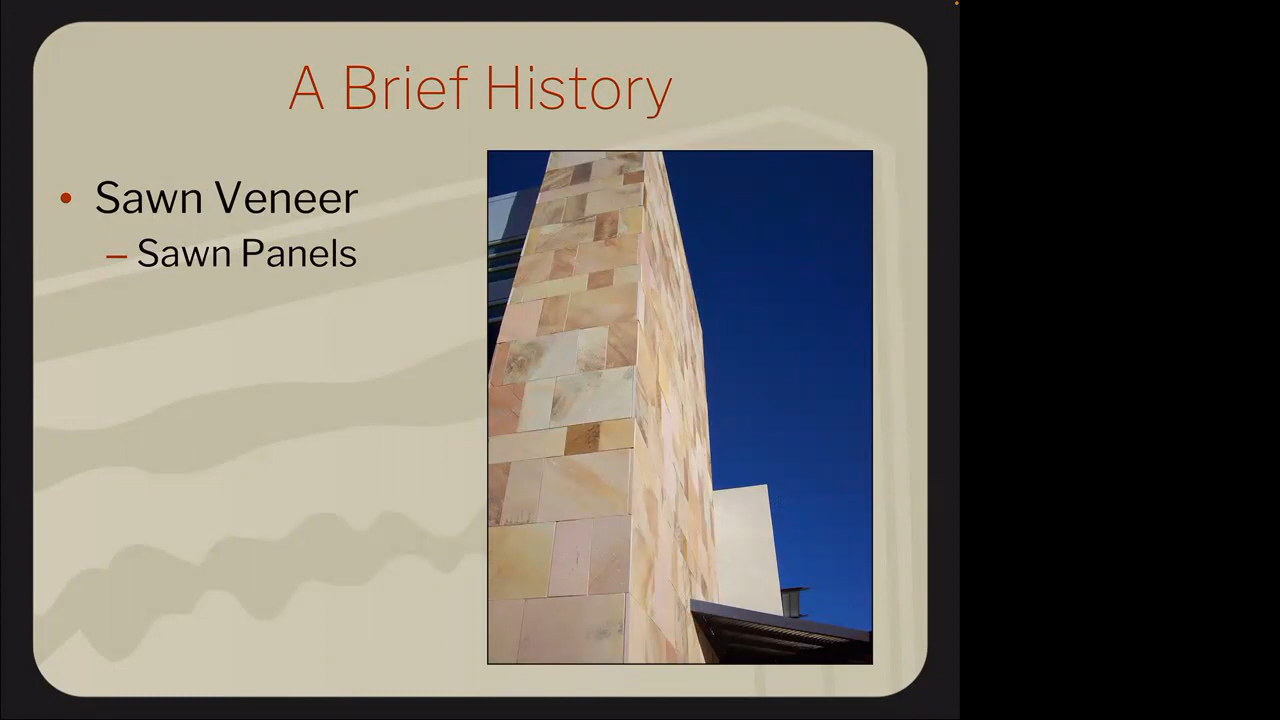 A Brief History
• Sawn Veneer
– Sawn Panels